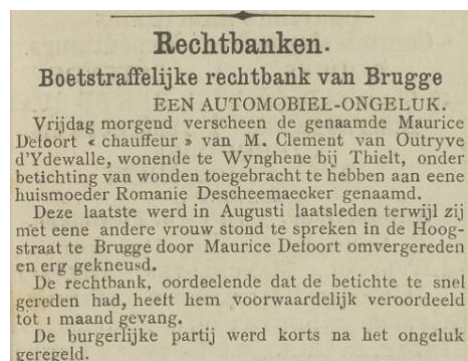 Rechtbanken.
Boetstraffelijke rechtbank van Brugge
EEN AUTOMOBIEL-ONGELUK.
Vrijdag morgend verscheen de genaamde Maurice
Defoort « chauffeur » van M. Clement van Outryve
d'Ydewalle, wonende te Wynghene bij Thielt, onder
betichting van wonden toegebracht te hebben aan eene
huismoeder Romanie Descheemaecker genaamd.
Deze laatste werd in Augusti laatsleden terwijl zij
met eene andere vrouw stond te spreken in de Hoog-
straat te Brugge door Maurice Defoort omvergereden
en erg gekneusd.
De rechtbank, oordeelende dat de betichte te snel
gereden had, heeft hem voorwaardelijk veroordeeld
tot 1 maand gevang.
De burgerlijke partij werd korts na het ongeluk
geregeld.